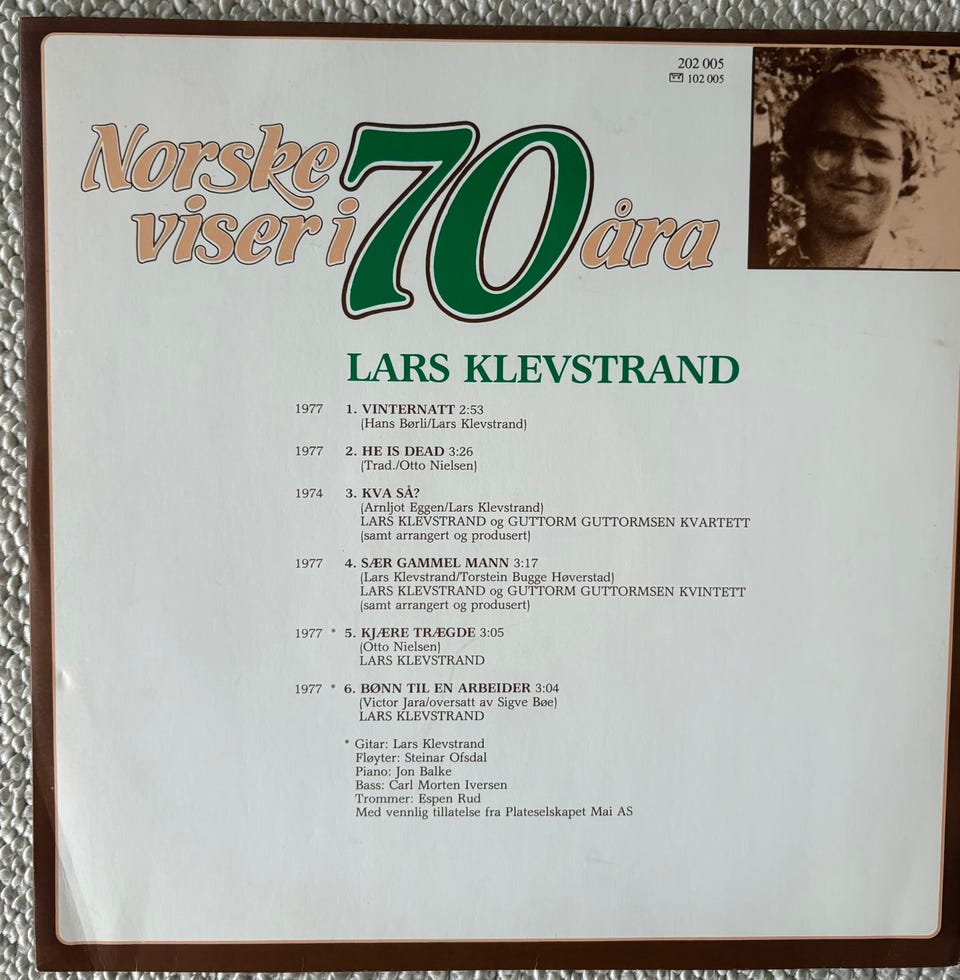 202 005
102 005
Norske
viser i 70 åra
LARS KLEVSTRAND
1977 1. VINTERNATT 2:53
(Hans Børli/Lars Klevstrand)
1977 2. HE IS DEAD 3:26
(Trad./Otto Nielsen)
1974 3. KVA SÅ?
(Arnljot Eggen/Lars Klevstrand)
LARS KLEVSTRAND og GUTTORM GUTTORMSEN KVARTETT
(samt arrangert og produsert)
1977 4. SÆR GAMMEL MANN 3:17
(Lars Klevstrand/Torstein Bugge Høverstad)
LARS KLEVSTRAND og GUTTORM GUTTORMSEN KVINTETT
(samt arrangert og produsert)
1977 * 5. KJÆRE TRÆGDE 3:05
(Otto Nielsen)
LARS KLEVSTRAND
1977 * 6. BØNN TIL EN ARBEIDER 3:04
(Victor Jara/oversatt av Sigve Bøe)
LARS KLEVSTRAND
* Gitar: Lars Klevstrand
Fløyter: Steinar Ofsdal
Piano: Jon Balke
Bass: Carl Morten Iversen
Trommer: Espen Rud
Med vennlig tillatelse fra Plateselskapet Mai AS